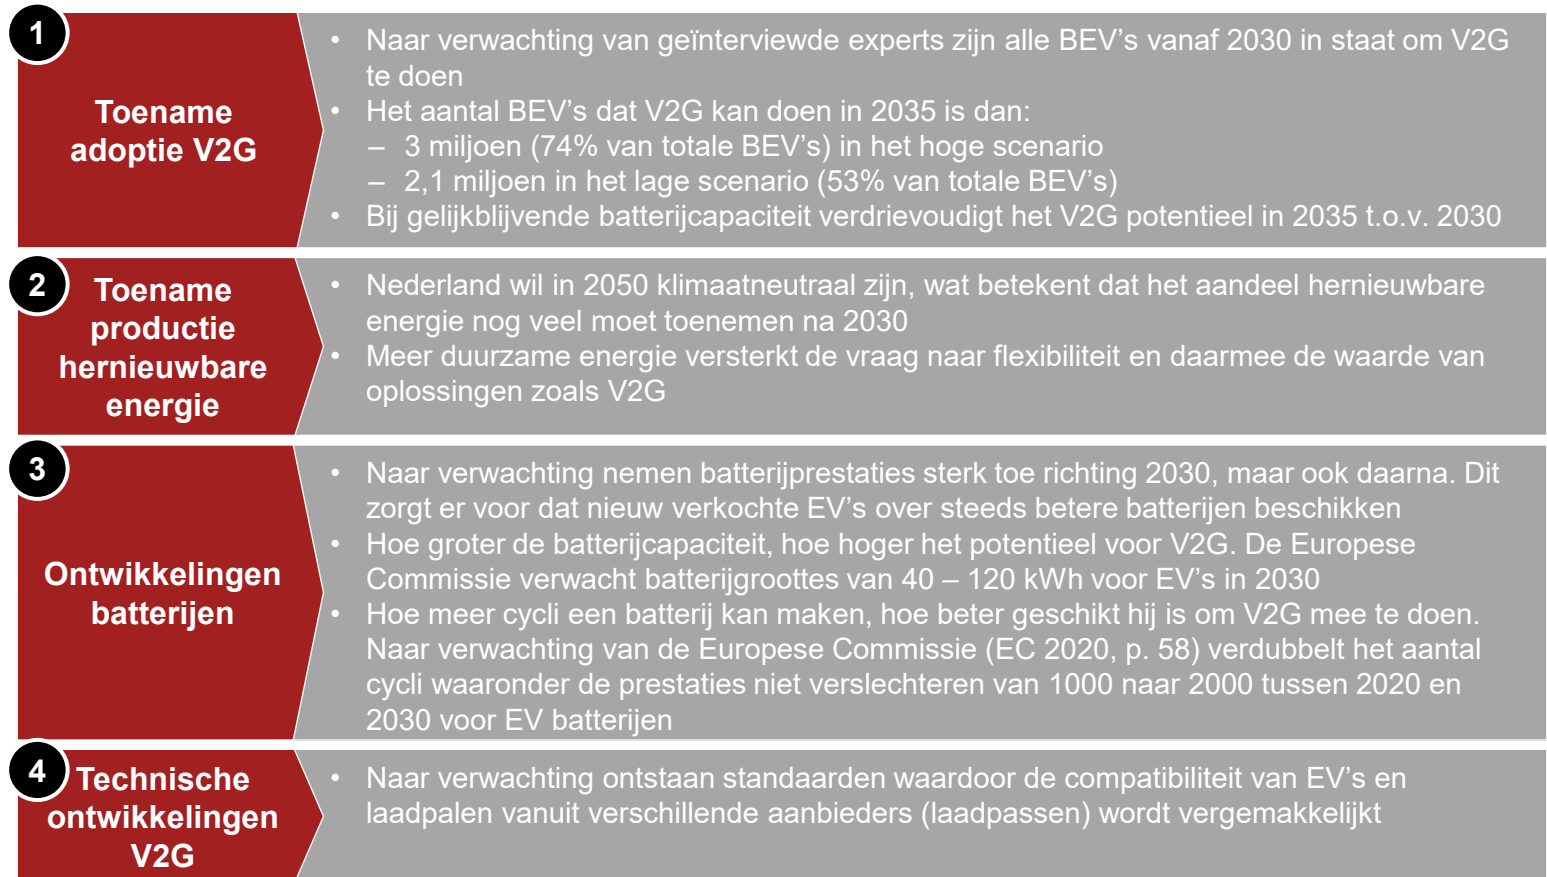 1
Toename
adoptie V2G
• Naar verwachting van geïnterviewde experts zijn alle BEV’s vanaf 2030 in staat om V2G
te doen
• Het aantal BEV’s dat V2G kan doen in 2035 is dan:
– 3 miljoen (74% van totale BEV’s) in het hoge scenario
– 2,1 miljoen in het lage scenario (53% van totale BEV’s)
• Bij gelijkblijvende batterijcapaciteit verdrievoudigt het V2G potentieel in 2035 t.o.v. 2030
2
Toename
productie
hernieuwbare
energie
• Nederland wil in 2050 klimaatneutraal zijn, wat betekent dat het aandeel hernieuwbare
energie nog veel moet toenemen na 2030
• Meer duurzame energie versterkt de vraag naar flexibiliteit en daarmee de waarde van
oplossingen zoals V2G
3
Ontwikkelingen
batterijen
• Naar verwachting nemen batterijprestaties sterk toe richting 2030, maar ook daarna. Dit
zorgt er voor dat nieuw verkochte EV’s over steeds betere batterijen beschikken
• Hoe groter de batterijcapaciteit, hoe hoger het potentieel voor V2G. De Europese
Commissie verwacht batterijgroottes van 40 – 120 kWh voor EV’s in 2030
• Hoe meer cycli een batterij kan maken, hoe beter geschikt hij is om V2G mee te doen.
Naar verwachting van de Europese Commissie (EC 2020, p. 58) verdubbelt het aantal
cycli waaronder de prestaties niet verslechteren van 1000 naar 2000 tussen 2020 en
2030 voor EV batterijen
4
Technische
ontwikkelingen
V2G
• Naar verwachting ontstaan standaarden waardoor de compatibiliteit van EV’s en
laadpalen vanuit verschillende aanbieders (laadpassen) wordt vergemakkelijkt